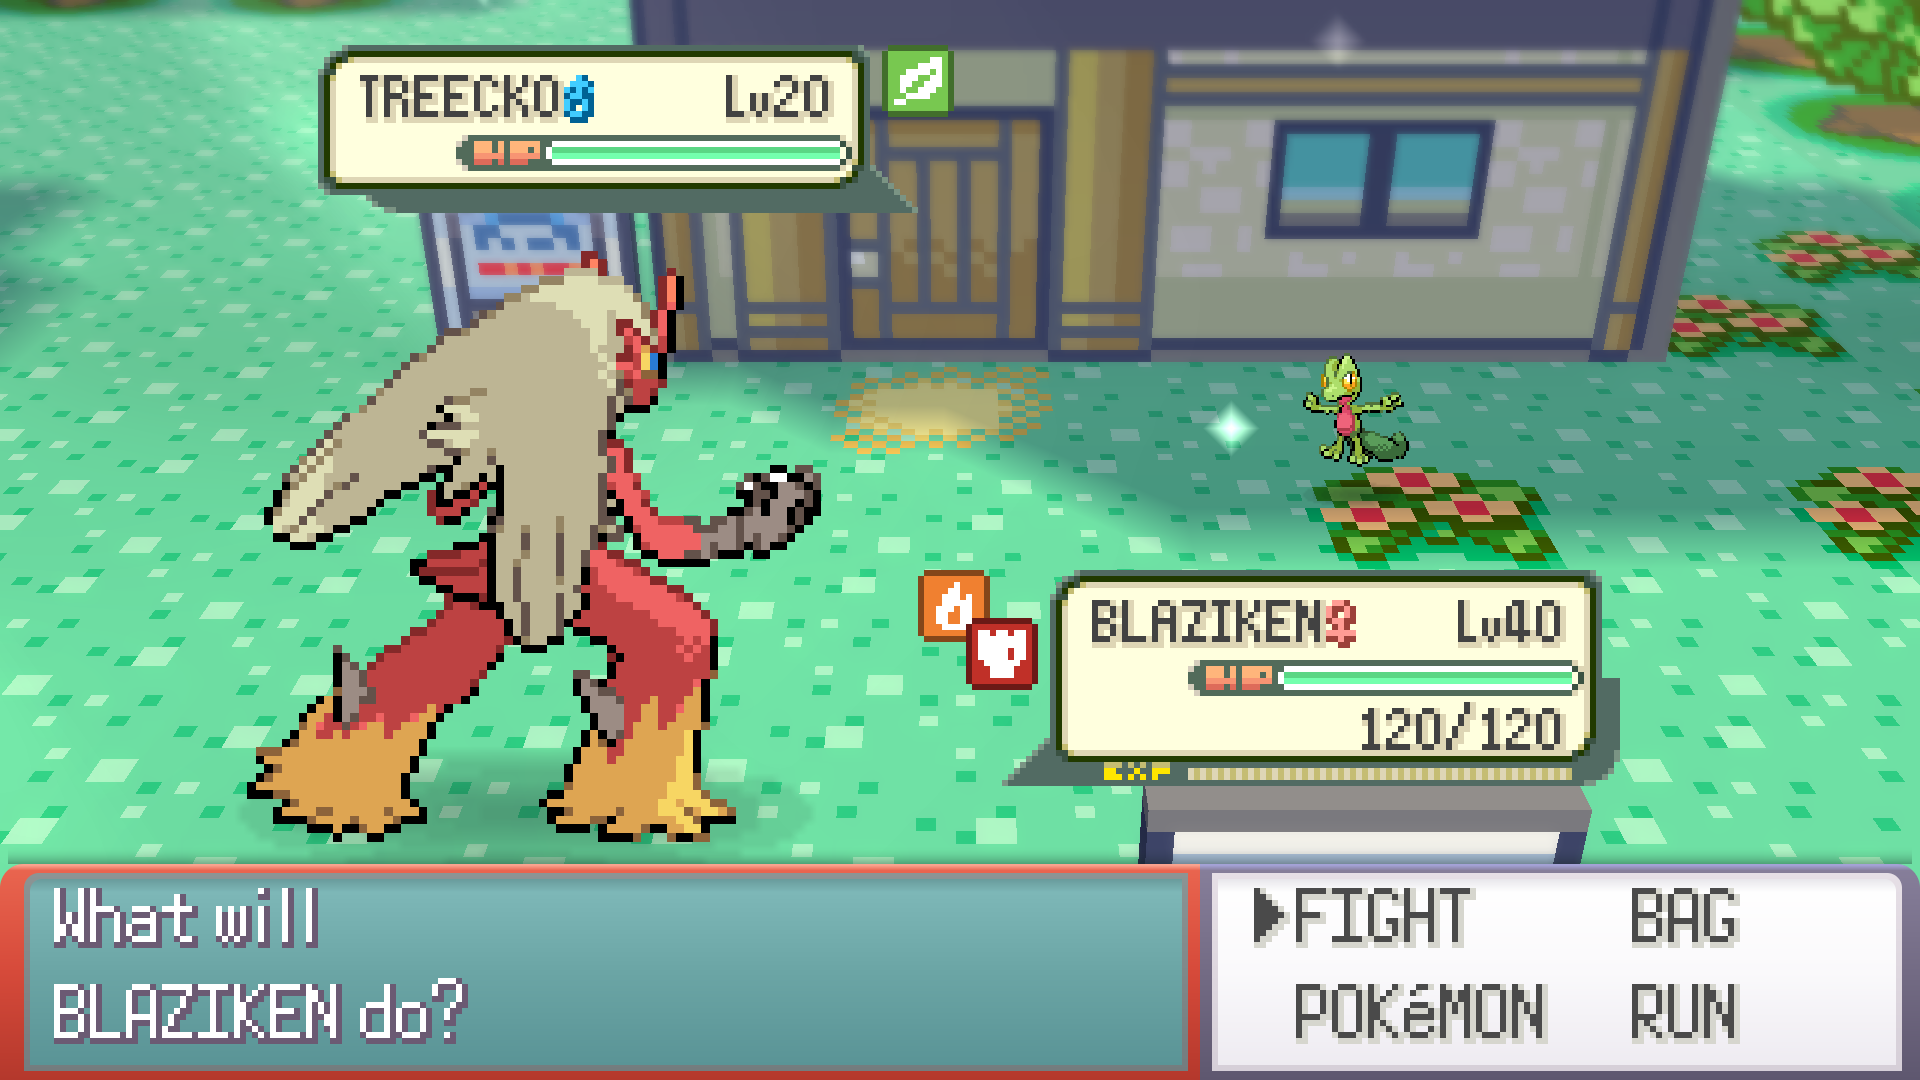 TREECKO♂ Lv20
HP
BLAZIKEN♀ Lv40
HP
120/120
EXP
What will
BLAZIKEN do?
▶FIGHT BAG
POKéMON RUN